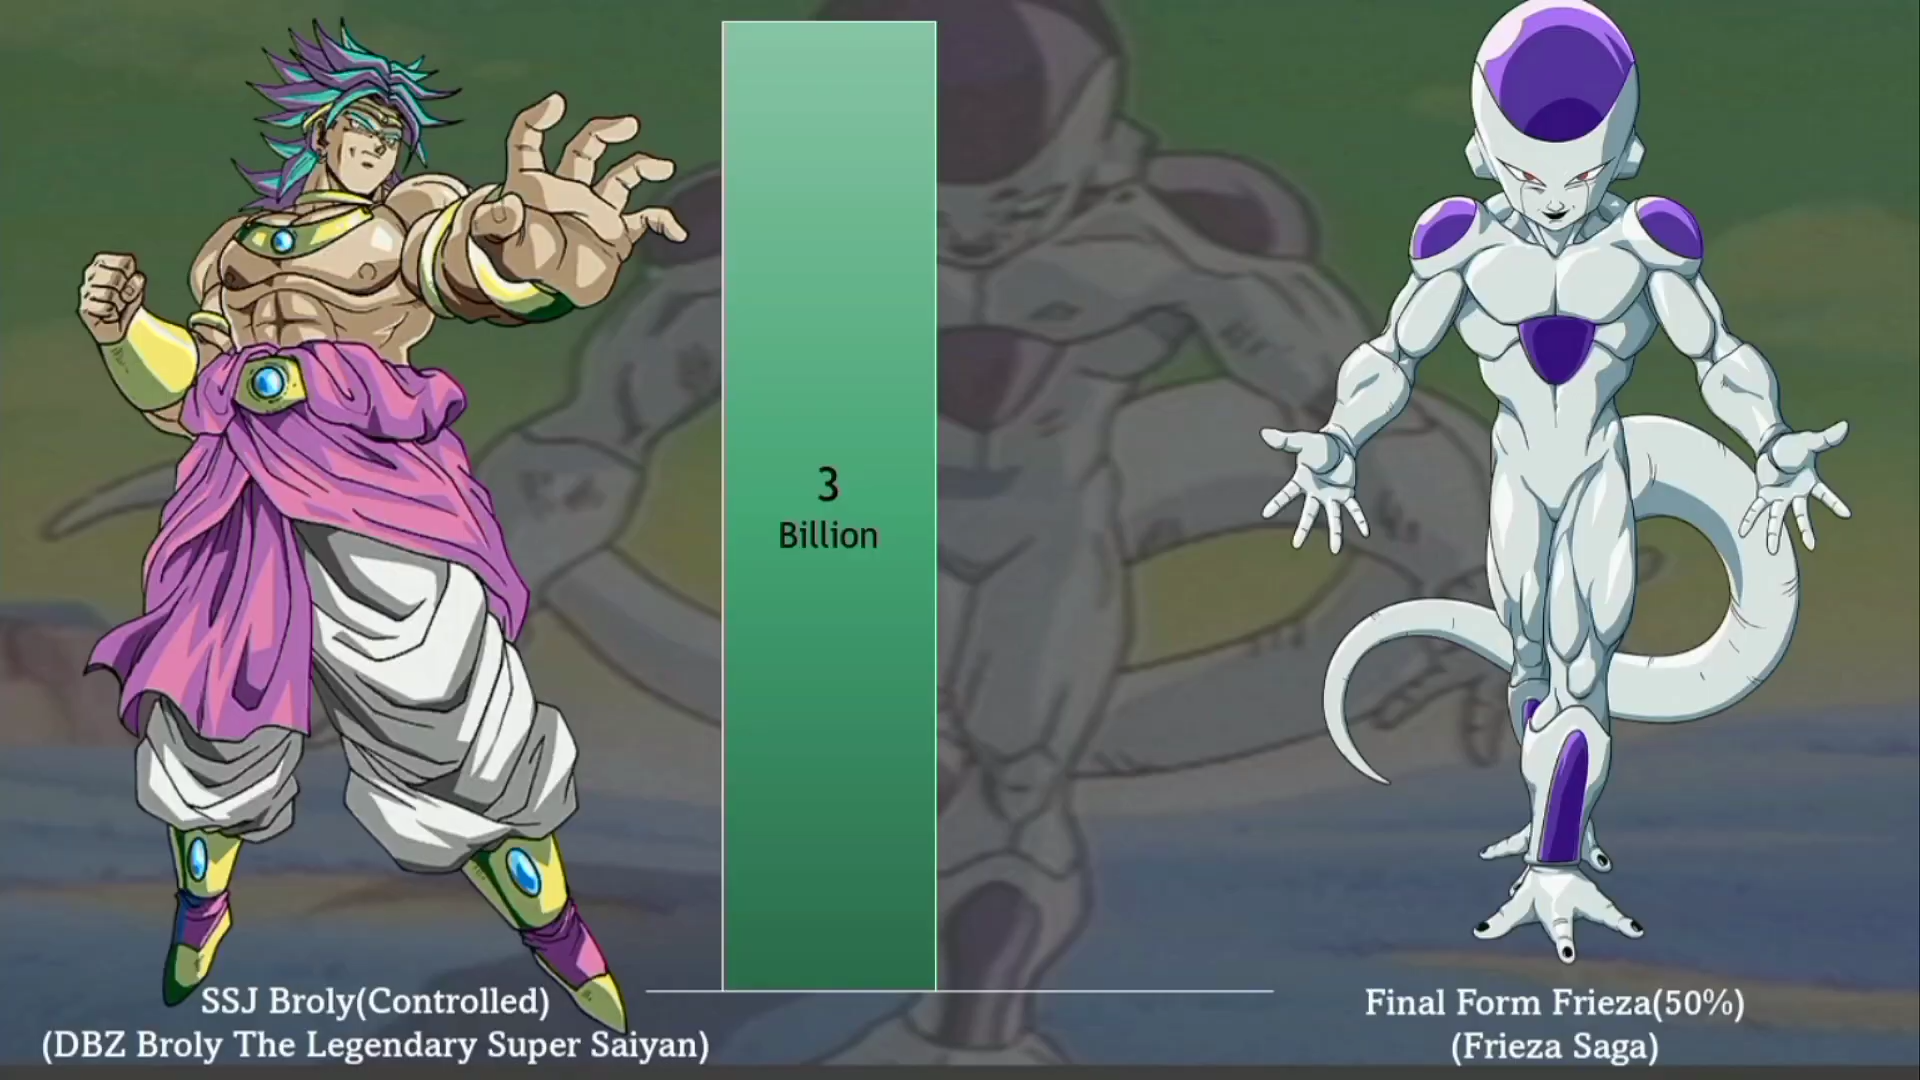 3
Billion
SSJ Broly(Controlled)
(DBZ Broly The Legendary Super Saiyan)
Final Form Frieza(50%)
(Frieza Saga)